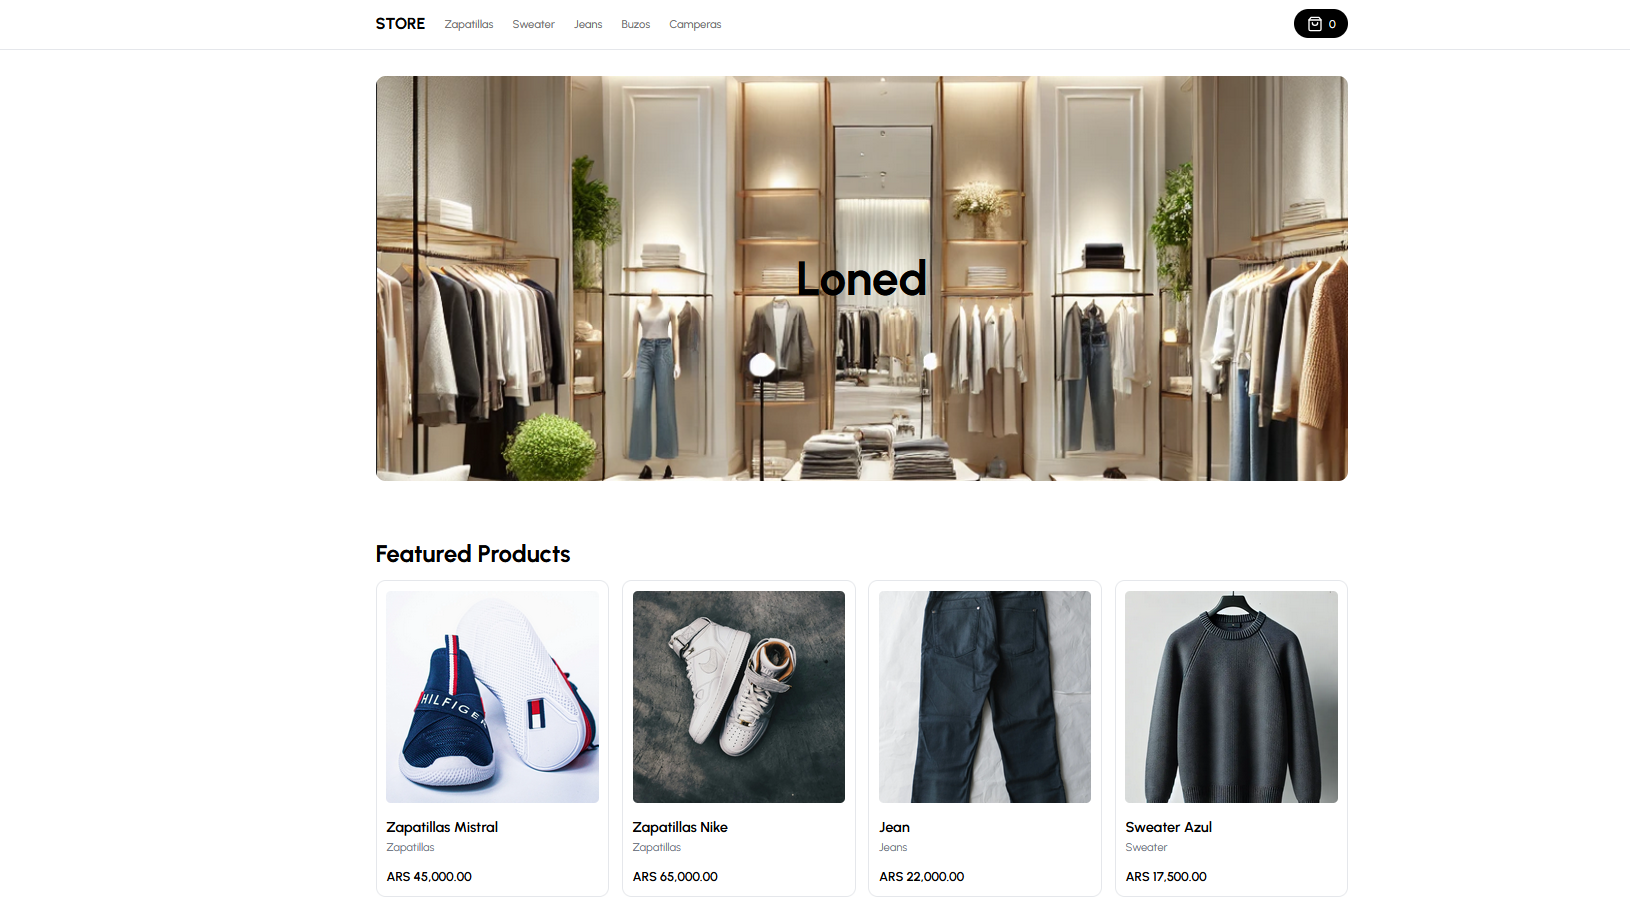 STORE Zapatillas Sweater Jeans Buzos Camperas 0
Loned
Featured Products
HILFIGER
Zapatillas Mistral
Zapatillas
ARS 45,000.00
Zapatillas Nike
Zapatillas
ARS 65,000.00
Jean
Jeans
ARS 22,000.00
Sweater Azul
Sweater
ARS 17,500.00